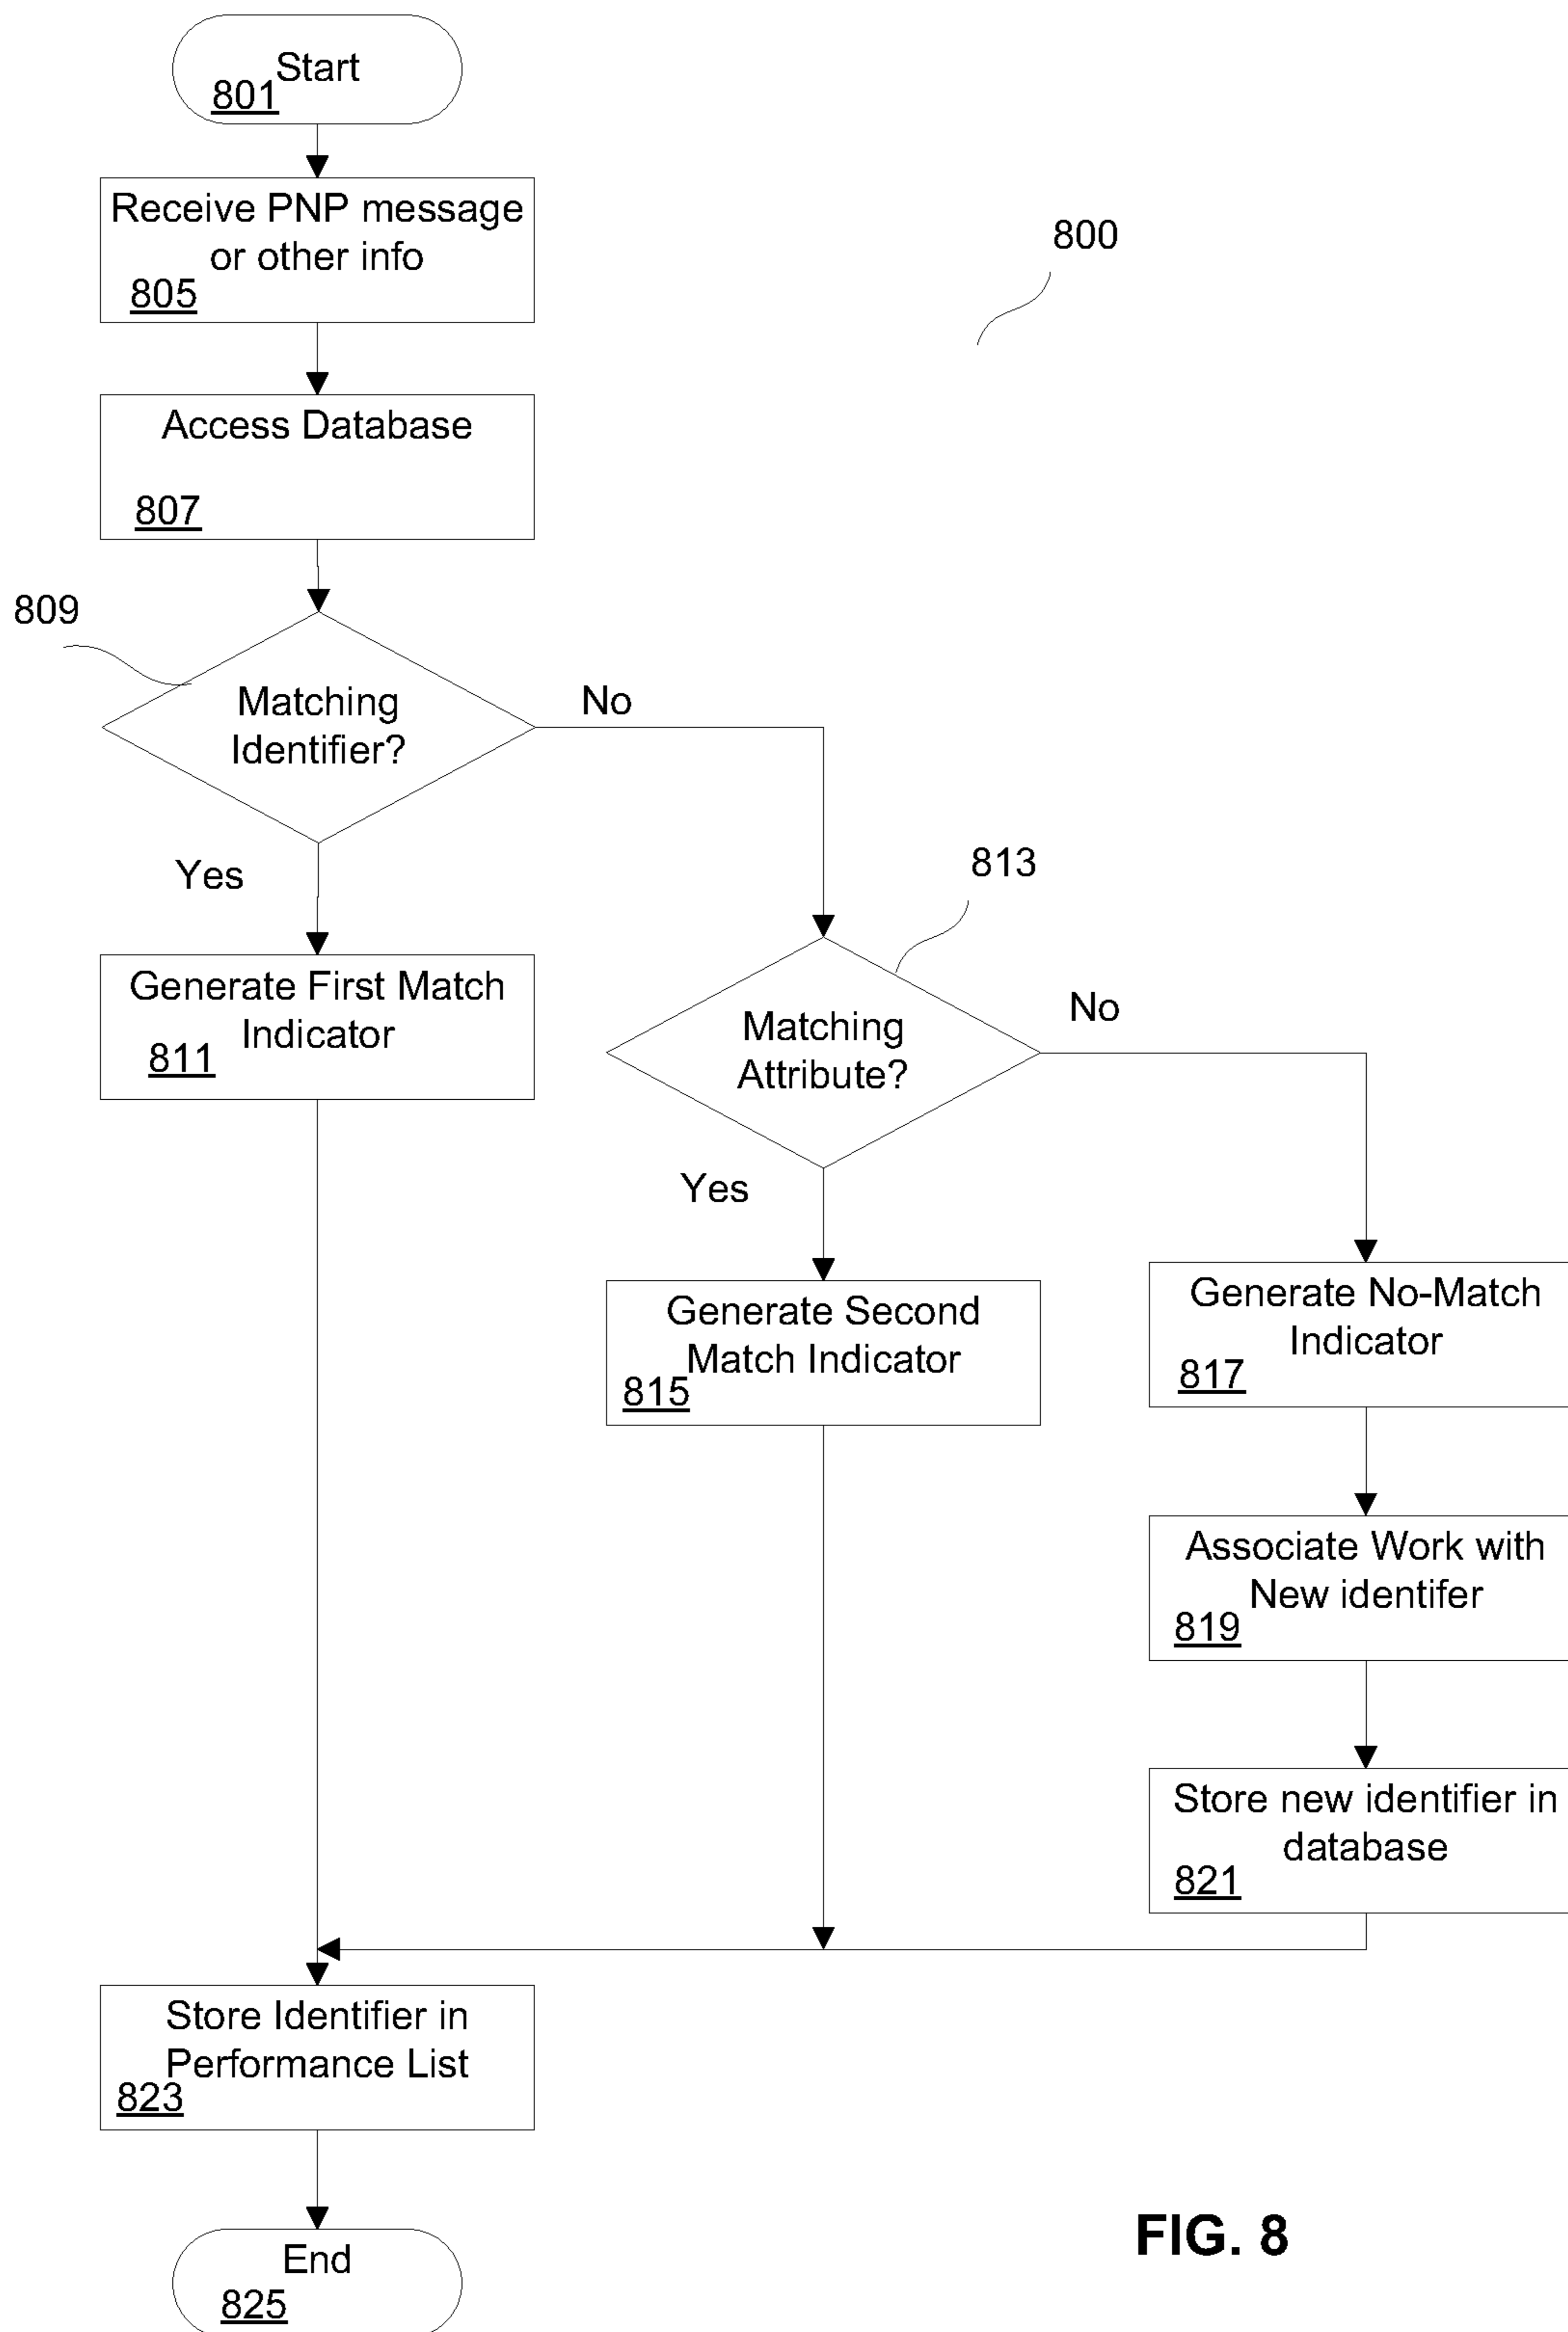 Start
801
Receive PNP message
or other info
805
800
Access Database
807
809
Matching
Identifier?
No
Yes
813
Generate First Match
Indicator
811
Matching
Attribute?
No
Yes
Generate Second
Match Indicator
815
Generate No-Match
Indicator
817
Associate Work with
New identifer
819
Store new identifier in
database
821
Store Identifier in
Performance List
823
End
825
FIG. 8